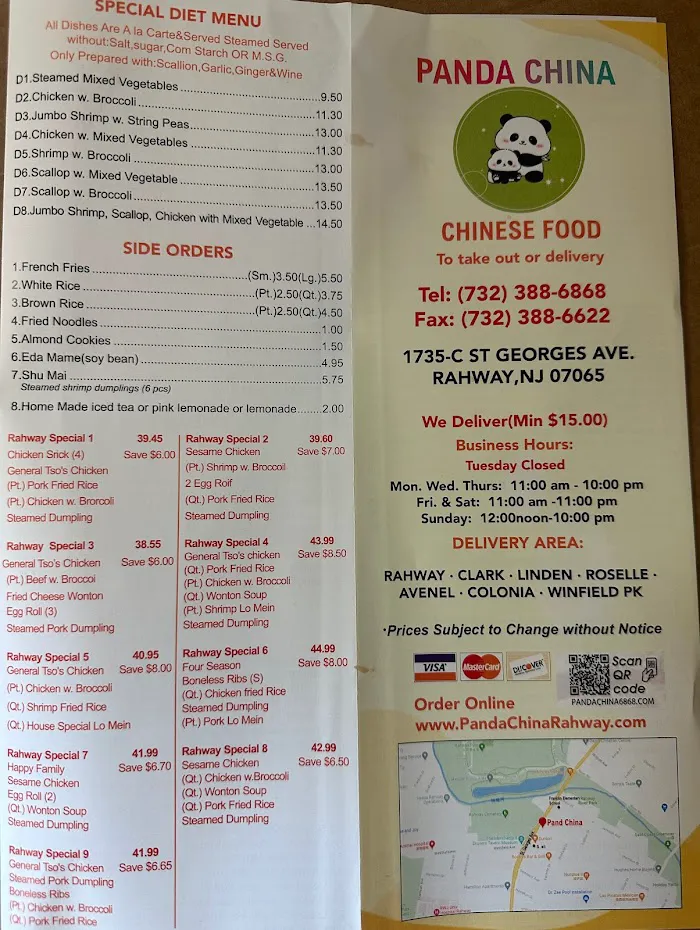 SPECIAL DIET MENU
All Dishes Are A la Carte&Served Steamed Served
without:Salt,sugar,Corn Starch OR M.S.G.
Only Prepared with:Scallion,Garlic,Ginger&Wine
D1.Steamed Mixed Vegetables 9.50
D2.Chicken w. Broccoli 11.30
D3.Jumbo Shrimp w. String Peas 13.00
D4.Chicken w. Mixed Vegetables 11.30
D5.Shrimp w. Broccoli 13.00
D6.Scallop w. Mixed Vegetable 13.50
D7.Scallop w. Broccoli 13.50
D8.Jumbo Shrimp, Scallop, Chicken with Mixed Vegetable ...14.50
SIDE ORDERS
1.French Fries (Sm.)3.50(Lg.)5.50
2.White Rice (Pt.)2.50(Qt.)3.75
3.Brown Rice (Pt.)2.50(Qt.)4.50
4.Fried Noodles 1.00
5.Almond Cookies 1.50
6.Eda Mame(soy bean) 4.95
7.Shu Mai 5.75
Steamed shrimp dumplings (6 pcs)
8.Home Made iced tea or pink lemonade or lemonade 2.00
Rahway Special 1 39.45
Chicken Srick (4) Save $6.00
General Tso's Chicken
(Pt.) Pork Fried Rice
(Pt.) Chicken w. Brorcoli
Steamed Dumpling
Rahway Special 2 39.60
Sesame Chicken Save $7.00
(Pt.) Shrimp w. Broccoil
2 Egg Roif
(Qt.) Pork Fried Rice
Steamed Dumpling
Rahway Special 3 38.55
General Tso's Chicken Save $6.00
(Pt.) Beef w. Broccoi
Fried Cheese Wonton
Egg Roll (3)
Steamed Pork Dumpling
Rahway Special 4 43.99
General Tso's chicken Save $8.50
(Qt.) Pork Fried Rice
(Pt.) Chicken w. Broccoli
(Qt.) Wonton Soup
(Pt.) Shrimp Lo Mein
Steamed Dumpling
Rahway Special 5 40.95
General Tso's Chicken Save $8.00
(Pt.) Chicken w. Broccoli
(Qt.) Shrimp Fried Rice
(Qt.) House Special Lo Mein
Rahway Special 6 44.99
Four Season Save $8.00
Boneless Ribs (S)
(Qt.) Chicken fried Rice
Steamed Dumpling
(Pt.) Pork Lo Mein
Rahway Special 7 41.99
Happy Family Save $6.70
Sesame Chicken
Egg Roll (2)
(Qt.) Wonton Soup
Steamed Dumpling
Rahway Special 8 42.99
Sesame Chicken Save $6.50
(Qt.) Chicken w.Broccoli
(Qt.) Wonton Soup
(Qt.) Pork Fried Rice
Steamed Dumpling
Rahway Special 9 41.99
General Tso's Chicken Save $6.65
Steamed Pork Dumpling
Boneless Ribs
(Pt.) Chicken w. Broccoli
(Qt.) Pork Fried Rice
PANDA CHINA
CHINESE FOOD
To take out or delivery
Tel: (732) 388-6868
Fax: (732) 388-6622
1735-C ST GEORGES AVE.
RAHWAY,NJ 07065
We Deliver(Min $15.00)
Business Hours:
Tuesday Closed
Mon. Wed. Thurs: 11:00 am - 10:00 pm
Fri. & Sat: 11:00 am -11:00 pm
Sunday: 12:00noon-10:00 pm
DELIVERY AREA:
RAHWAY · CLARK · LINDEN · ROSELLE ·
AVENEL · COLONIA · WINFIELD PK
·Prices Subject to Change without Notice
VISA MasterCard DISCOVER
Scan
QR
code
PANDACHINA6868.COM
Order Online
www.PandaChinaRahway.com
Pand China